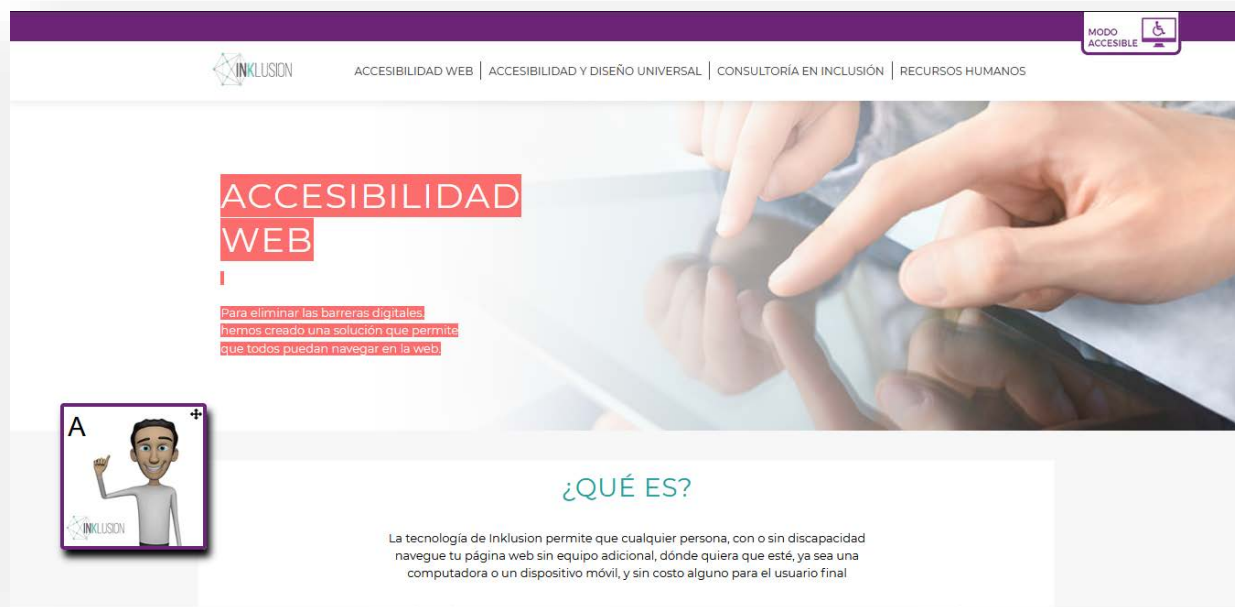 MODO
ACCESIBLE
INKLUSION
ACCESIBILIDAD WEB | ACCESIBILIDAD Y DISEÑO UNIVERSAL | CONSULTORÍA EN INCLUSIÓN | RECURSOS HUMANOS
ACCESIBILIDAD
WEB
Para eliminar las barreras digitales,
hemos creado una solución que permite
que todos puedan navegar en la web.
A
INKLUSION
¿QUÉ ES?
La tecnología de Inklusion permite que cualquier persona, con o sin discapacidad
navegue tu página web sin equipo adicional, dónde quiera que esté, ya sea una
computadora o un dispositivo móvil, y sin costo alguno para el usuario final